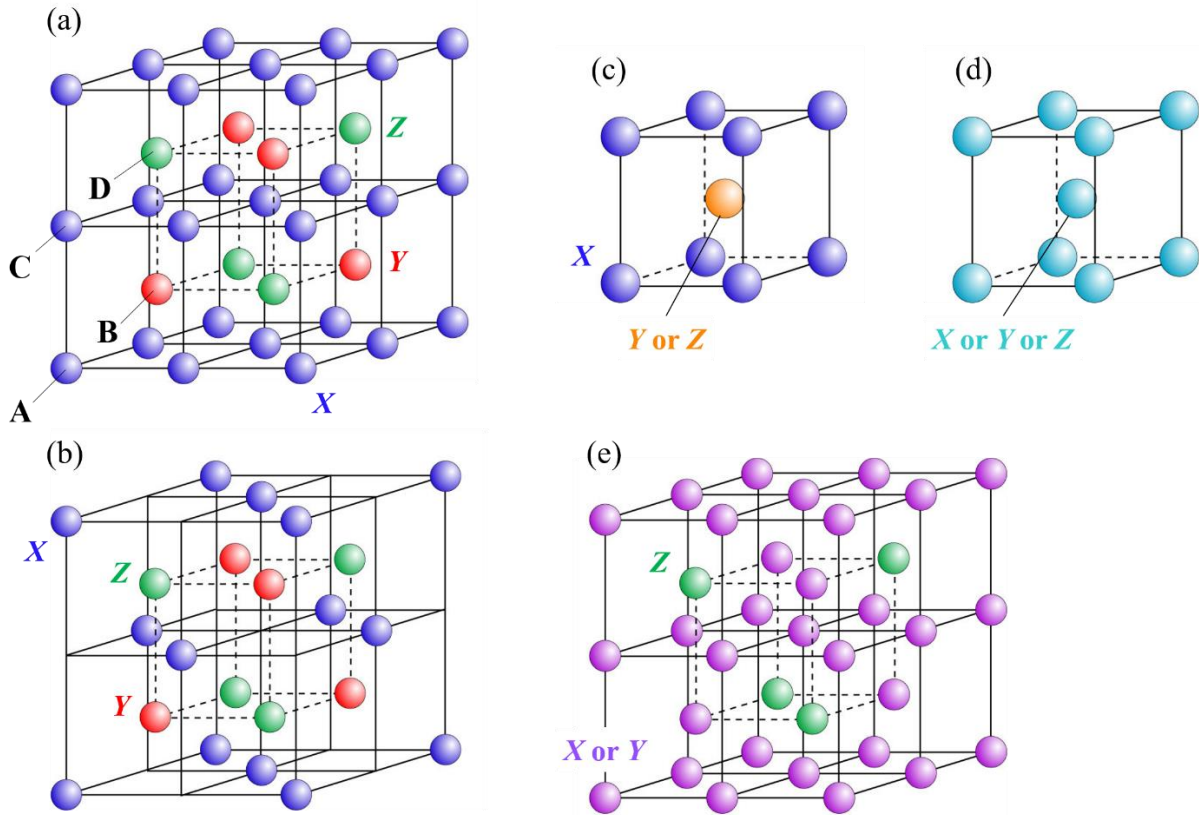 (a)
Z
D
C
Y
B
A
X
(c)
X
Y or Z
(d)
X or Y or Z
(b)
X
Z
Y
(e)
Z
X or Y